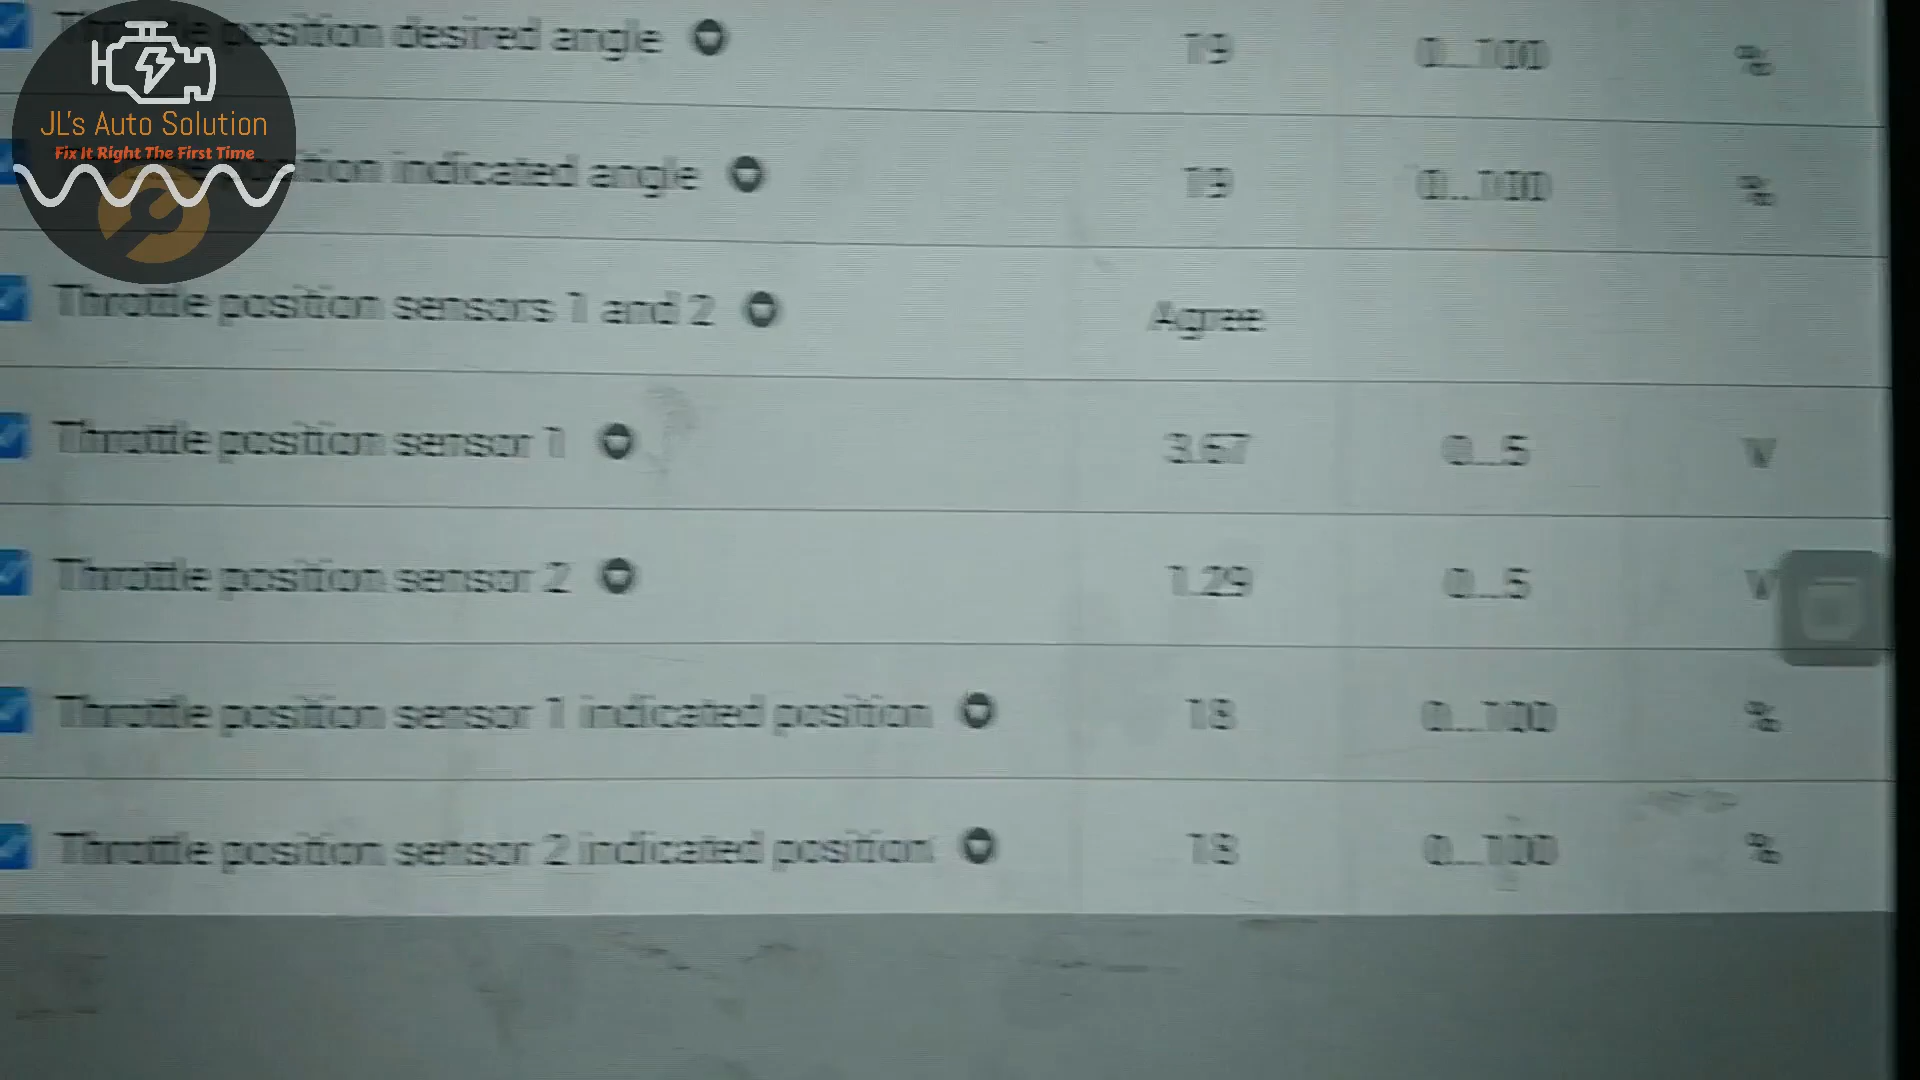 position desired angle 19 0...100 %
JL's Auto Solution
Fix It Right The First Time
position indicated angle 19 0...100 %
Throttle position sensors 1 and 2 Agree
Throttle position sensor 1 3.67 0...5 V
Throttle position sensor 2 1.29 0...5 V
Throttle position sensor 1 indicated position 18 0...100 %
Throttle position sensor 2 indicated position 18 0...100 %